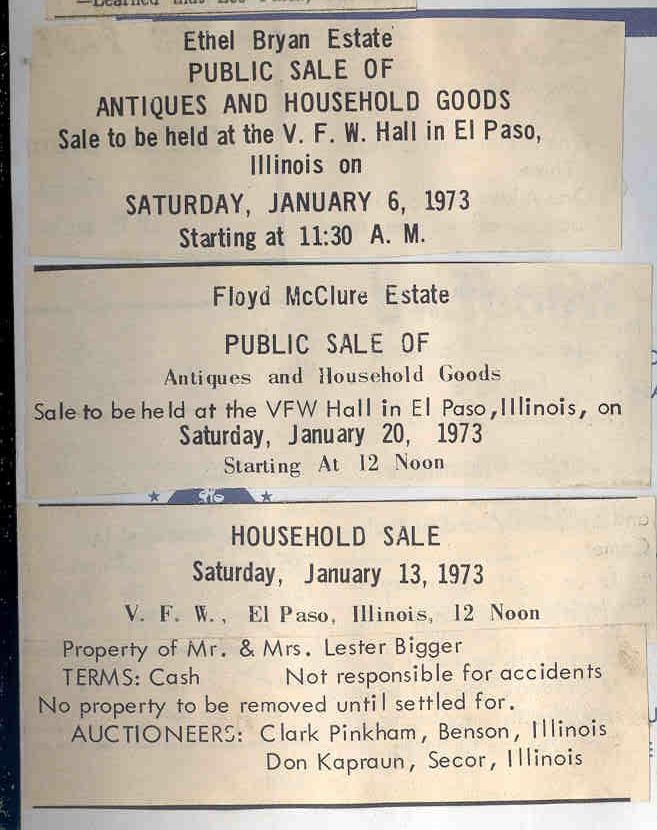 Ethel Bryan Estate
PUBLIC SALE OF
ANTIQUES AND HOUSEHOLD GOODS
Sale to be held at the V. F. W. Hall in El Paso,
Illinois on
SATURDAY, JANUARY 6, 1973
Starting at 11:30 A. M.
Floyd McClure Estate
PUBLIC SALE OF
Antiques and Household Goods
Sale to be held at the VFW Hall in El Paso, Illinois, on
Saturday, January 20, 1973
Starting At 12 Noon
HOUSEHOLD SALE
Saturday, January 13, 1973
V. F. W., El Paso, Illinois, 12 Noon
Property of Mr. & Mrs. Lester Bigger
TERMS: Cash Not responsible for accidents
No property to be removed until settled for.
AUCTIONEERS: Clark Pinkham, Benson, Illinois
Don Kapraun, Secor, Illinois